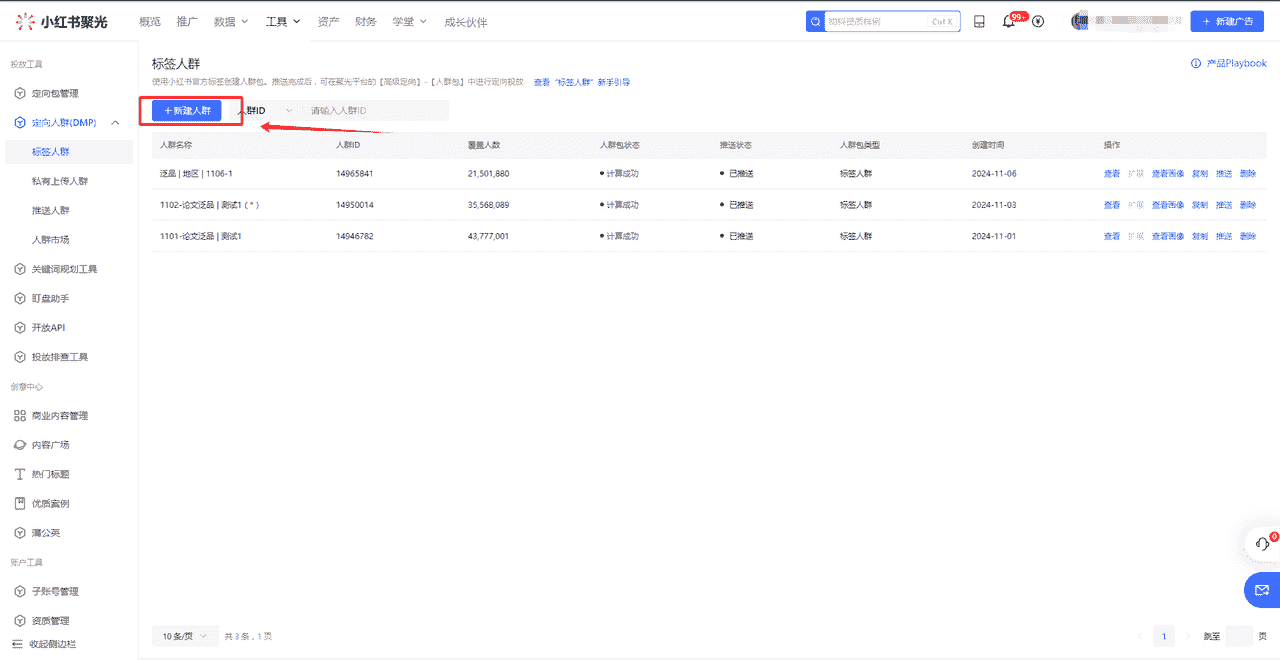 小红书聚光 概览 推广 数据 工具 资产 财务 学堂 成长伙伴 物料资质样例 Ctrl K 99+ + 新建广告
投放工具
定向包管理
定向人群(DMP)
标签人群
私有上传人群
推送人群
人群市场
关键词规划工具
盯盘助手
开放API
投放排查工具
创意中心
商业内容管理
内容广场
热门标题
优质案例
蒲公英
账户工具
子账号管理
资质管理
收起侧边栏
标签人群
产品Playbook
使用小红书官方标签创建人群包。推送完成后，可在聚光平台的【高级定向】-【人群包】中进行定向投放 查看“标签人群”新手引导
+ 新建人群 人群ID 请输入人群ID
人群名称 人群ID 覆盖人数 人群包状态 推送状态 人群包类型 创建时间 操作
泛品 | 地区 | 1106-1 14965841 21,501,880 计算成功 已推送 标签人群 2024-11-06 查看 扩展 查看画像 复制 推送 删除
1102-论文泛品 | 测试1 ( * ) 14950014 35,568,089 计算成功 已推送 标签人群 2024-11-03 查看 扩展 查看画像 复制 推送 删除
1101-论文泛品 | 测试1 14946782 43,777,001 计算成功 已推送 标签人群 2024-11-01 查看 扩展 查看画像 复制 推送 删除
0
10 条/页 共 3 条，1 页 1 跳至 页